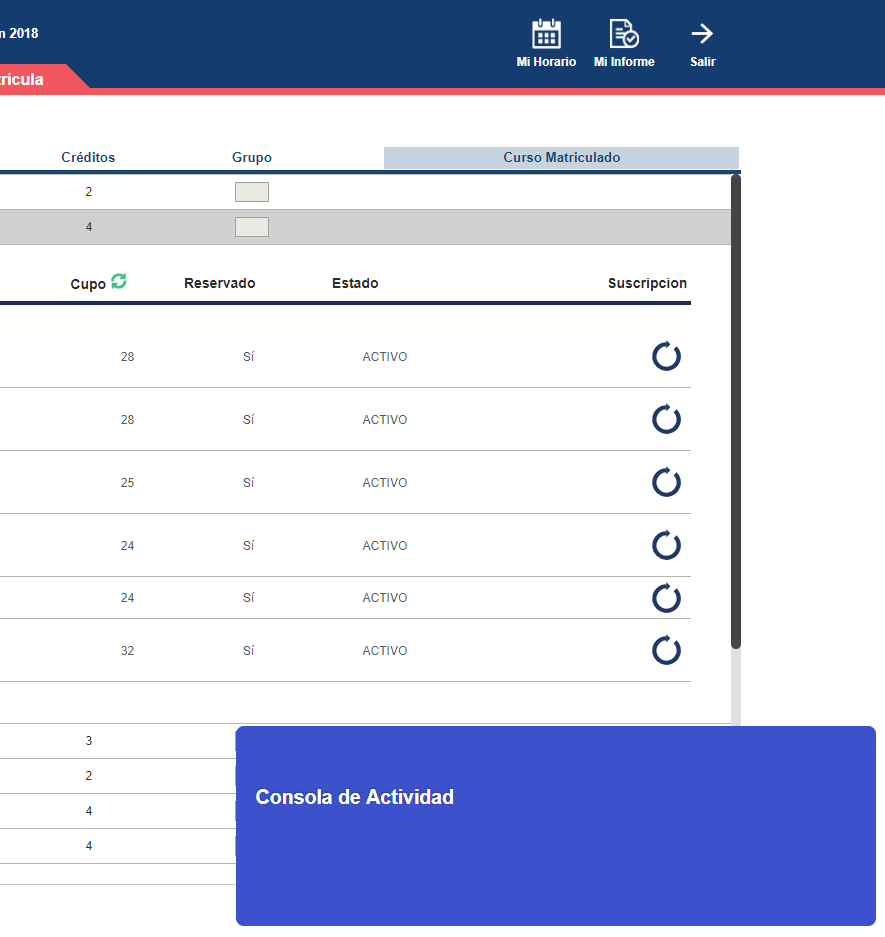 n 2018
Mi Horario Mi Informe Salir
rícula
Créditos Grupo Curso Matriculado
2
4
Cupo Reservado Estado Suscripcion
28 Sí ACTIVO
28 Sí ACTIVO
25 Sí ACTIVO
24 Sí ACTIVO
24 Sí ACTIVO
32 Sí ACTIVO
3
2
Consola de Actividad
4
4